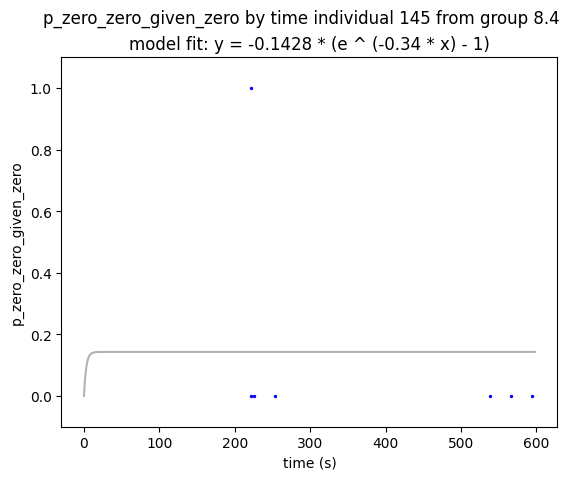 p_zero_zero_given_zero by time individual 145 from group 8.4
model fit: y = -0.1428 * (e ^ (-0.34 * x) - 1)
1.0
0.8
0.6
0.4
0.2
0.0
p_zero_zero_given_zero
0 100 200 300 400 500 600
time (s)